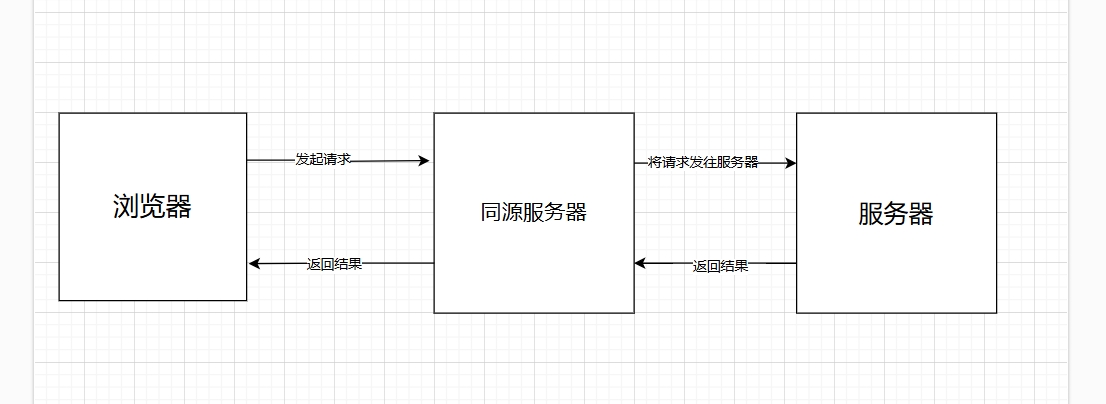 浏览器
发起请求
返回结果
同源服务器
将请求发往服务器
返回结果
服务器